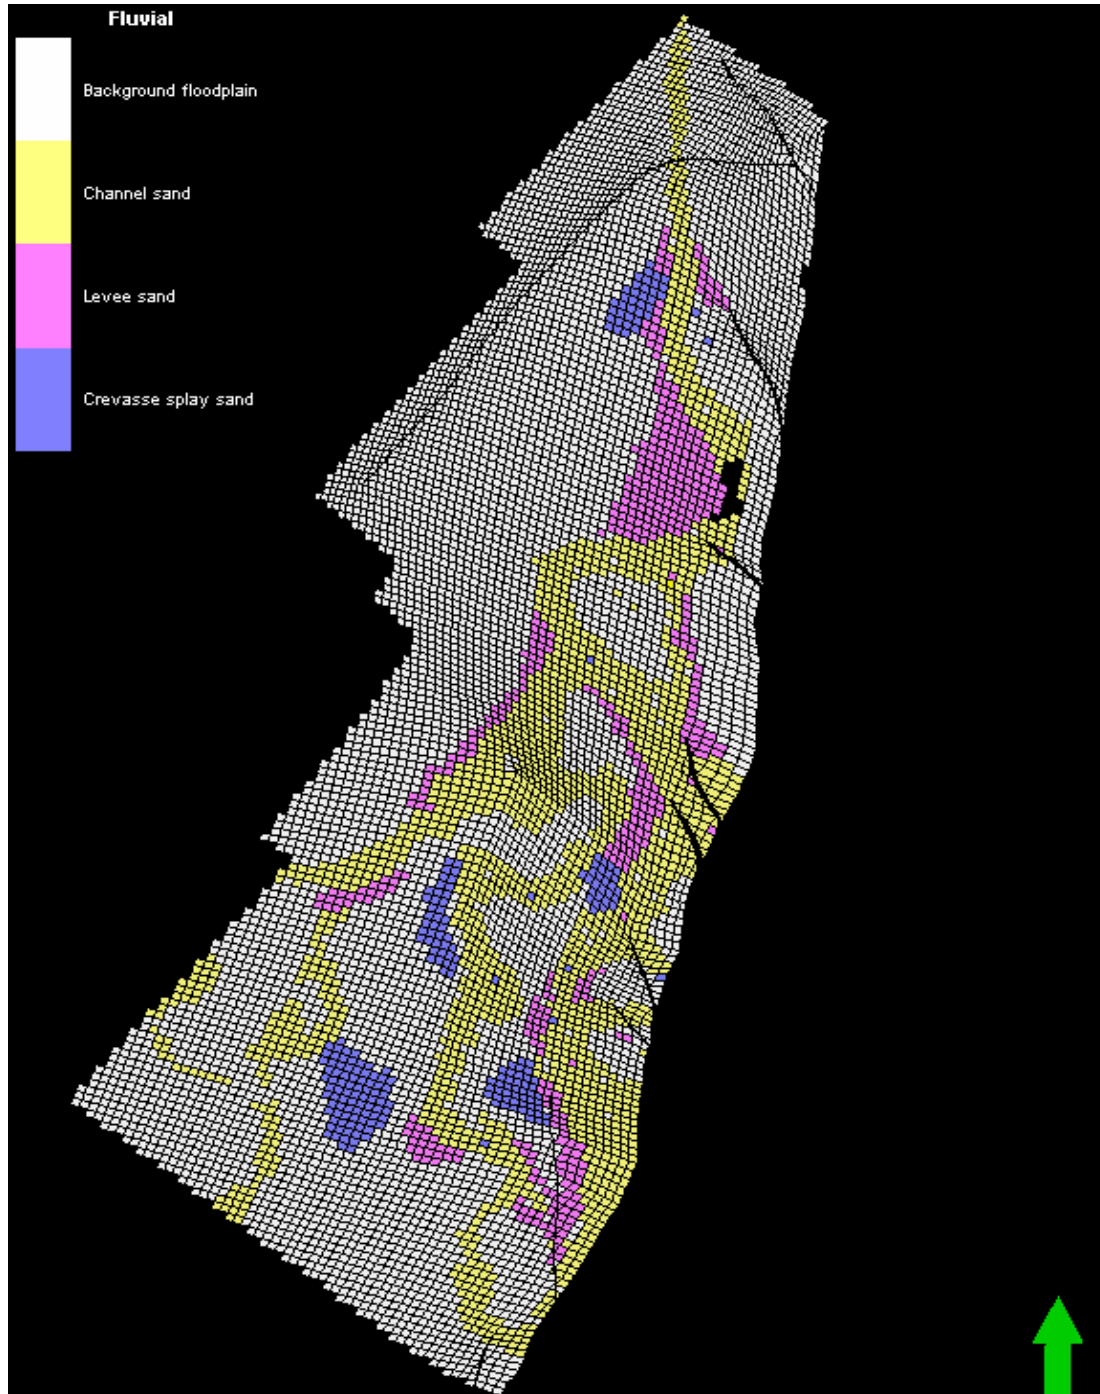 Fluvial
Background floodplain
Channel sand
Levee sand
Crevasse splay sand